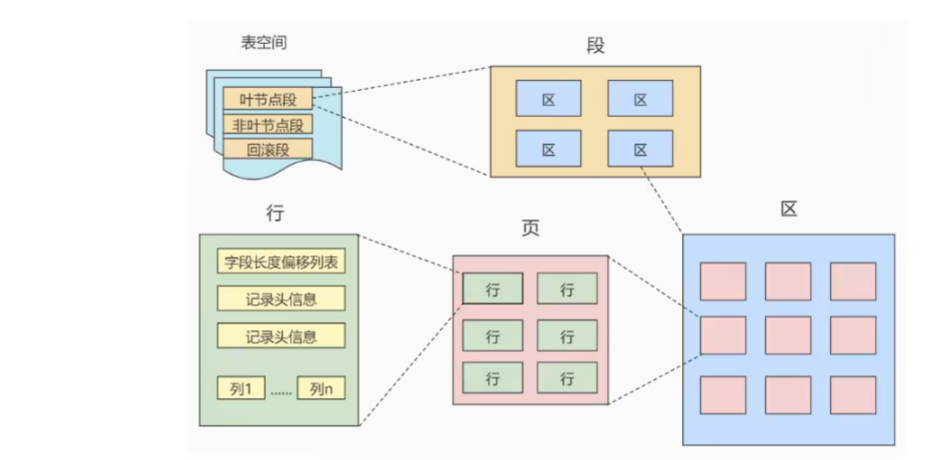 表空间
段
叶节点段
非叶节点段
回滚段
区
区
区
区
行
页
区
字段长度偏移列表
记录头信息
记录头信息
列1
……
列n
行
行
行
行
行
行